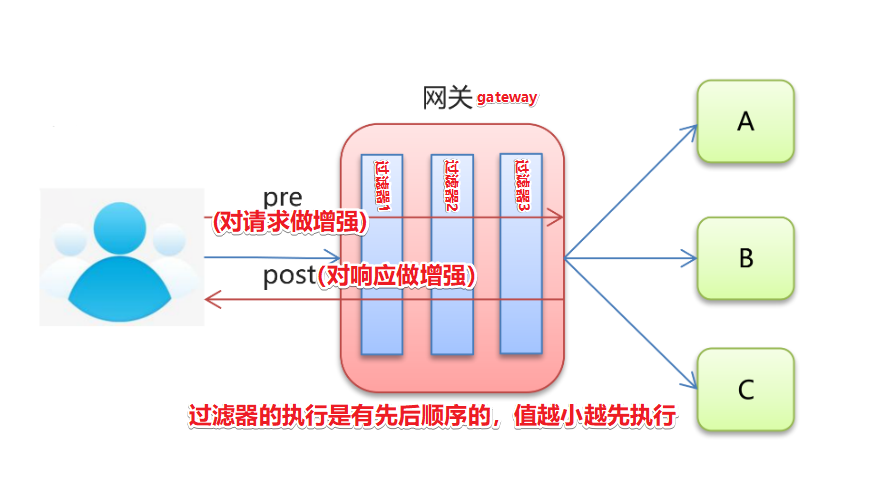 网关 gateway
过滤器1
过滤器2
过滤器3
pre
(对请求做增强)
post(对响应做增强)
A
B
C
过滤器的执行是有先后顺序的，值越小越先执行